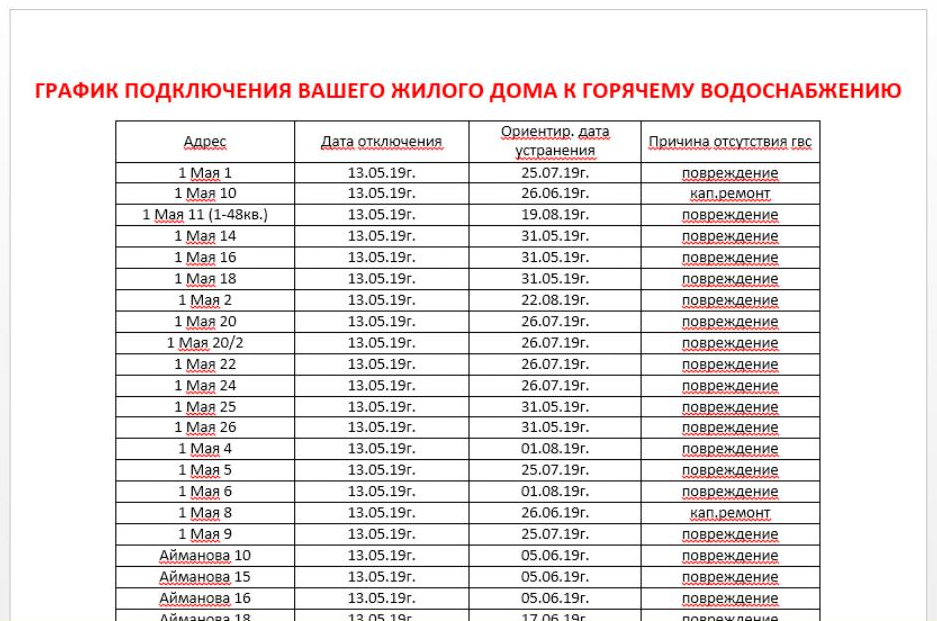 ГРАФИК ПОДКЛЮЧЕНИЯ ВАШЕГО ЖИЛОГО ДОМА К ГОРЯЧЕМУ ВОДОСНАБЖЕНИЮ
Адрес Дата отключения Ориентир. дата устранения Причина отсутствия гвс
1 Мая 1 13.05.19г. 25.07.19г. повреждение
1 Мая 10 13.05.19г. 26.06.19г. кап.ремонт
1 Мая 11 (1-48кв.) 13.05.19г. 19.08.19г. повреждение
1 Мая 14 13.05.19г. 31.05.19г. повреждение
1 Мая 16 13.05.19г. 31.05.19г. повреждение
1 Мая 18 13.05.19г. 31.05.19г. повреждение
1 Мая 2 13.05.19г. 22.08.19г. повреждение
1 Мая 20 13.05.19г. 26.07.19г. повреждение
1 Мая 20/2 13.05.19г. 26.07.19г. повреждение
1 Мая 22 13.05.19г. 26.07.19г. повреждение
1 Мая 24 13.05.19г. 26.07.19г. повреждение
1 Мая 25 13.05.19г. 31.05.19г. повреждение
1 Мая 26 13.05.19г. 31.05.19г. повреждение
1 Мая 4 13.05.19г. 01.08.19г. повреждение
1 Мая 5 13.05.19г. 25.07.19г. повреждение
1 Мая 6 13.05.19г. 01.08.19г. повреждение
1 Мая 8 13.05.19г. 26.06.19г. кап.ремонт
1 Мая 9 13.05.19г. 25.07.19г. повреждение
Айманова 10 13.05.19г. 05.06.19г. повреждение
Айманова 15 13.05.19г. 05.06.19г. повреждение
Айманова 16 13.05.19г. 05.06.19г. повреждение
Айманова 18 13.05.19г. 17.06.19г. повреждение